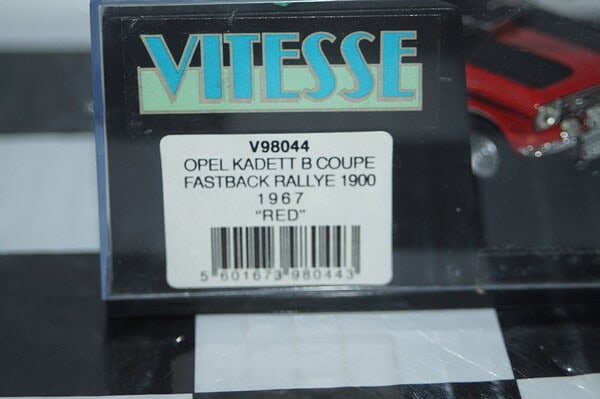 VITESSE
V98044
OPEL KADETT B COUPE
FASTBACK RALLYE 1900
1967
"RED"
5 601673 980443